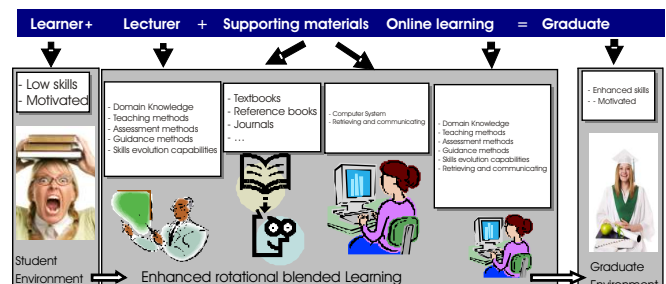 Learner+ Lecturer + Supporting materials Online learning = Graduate
- Low skills
- Motivated
- Domain Knowledge
- Teaching methods
- Assessment methods
- Guidance methods
- Skills evolution capabilities
- Textbooks
- Reference books
- Journals
- ...
- Computer System
- Retrieving and communicating
- Domain Knowledge
- Teaching methods
- Assessment methods
- Guidance methods
- Skills evolution capabilities
- Retrieving and communicating
- Enhanced skills
- - Motivated
Student
Environment
Enhanced rotational blended Learning
Graduate
Environment